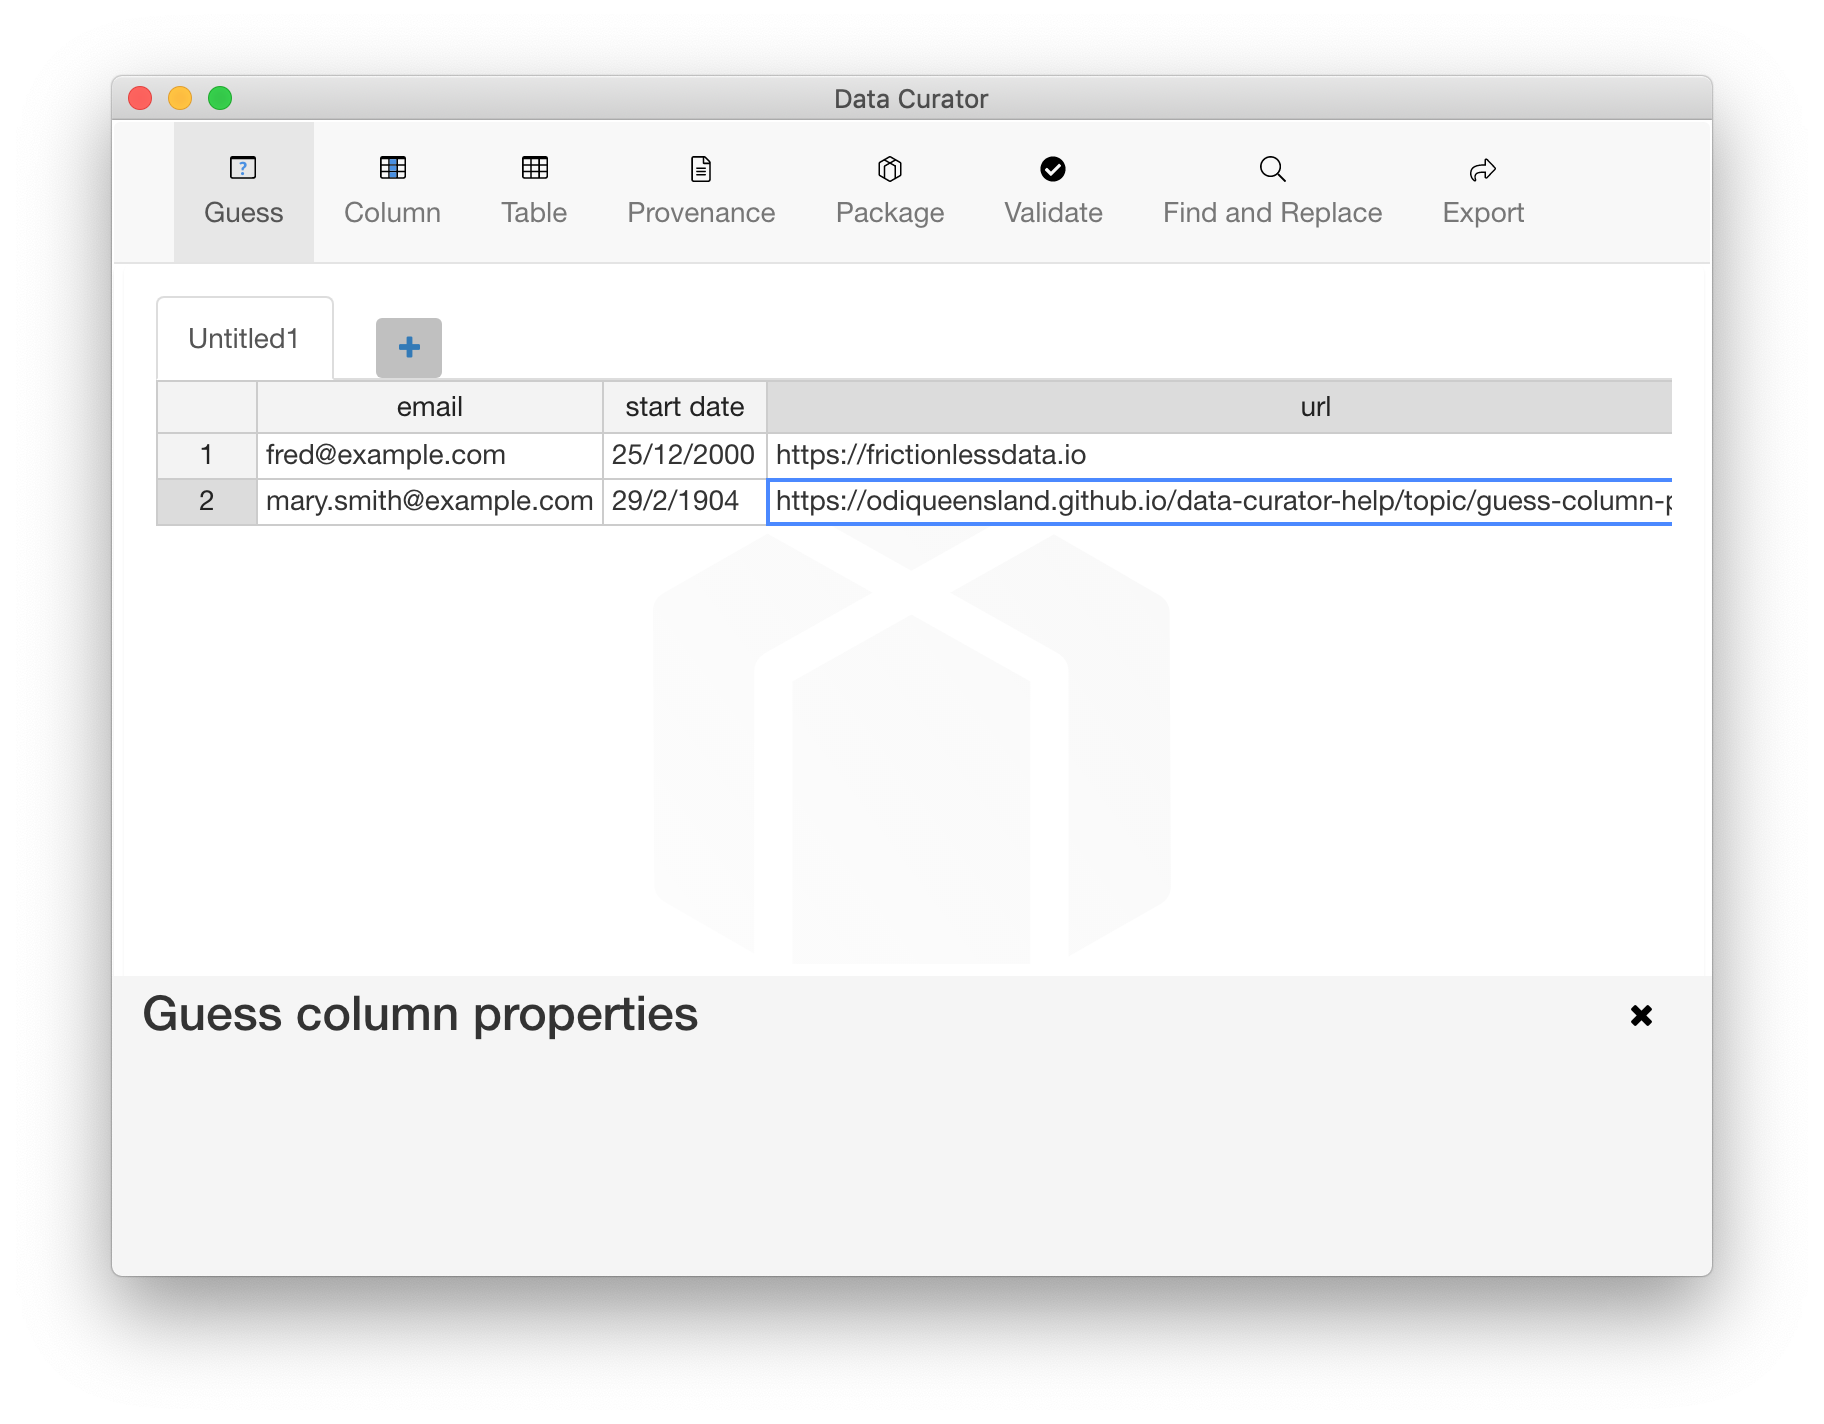 Data Curator
Guess Column Table Provenance Package Validate Find and Replace Export
Untitled1
email start date url
1 fred@example.com 25/12/2000 https://frictionlessdata.io
2 mary.smith@example.com 29/2/1904 https://odiqueensland.github.io/data-curator-help/topic/guess-column-p
Guess column properties